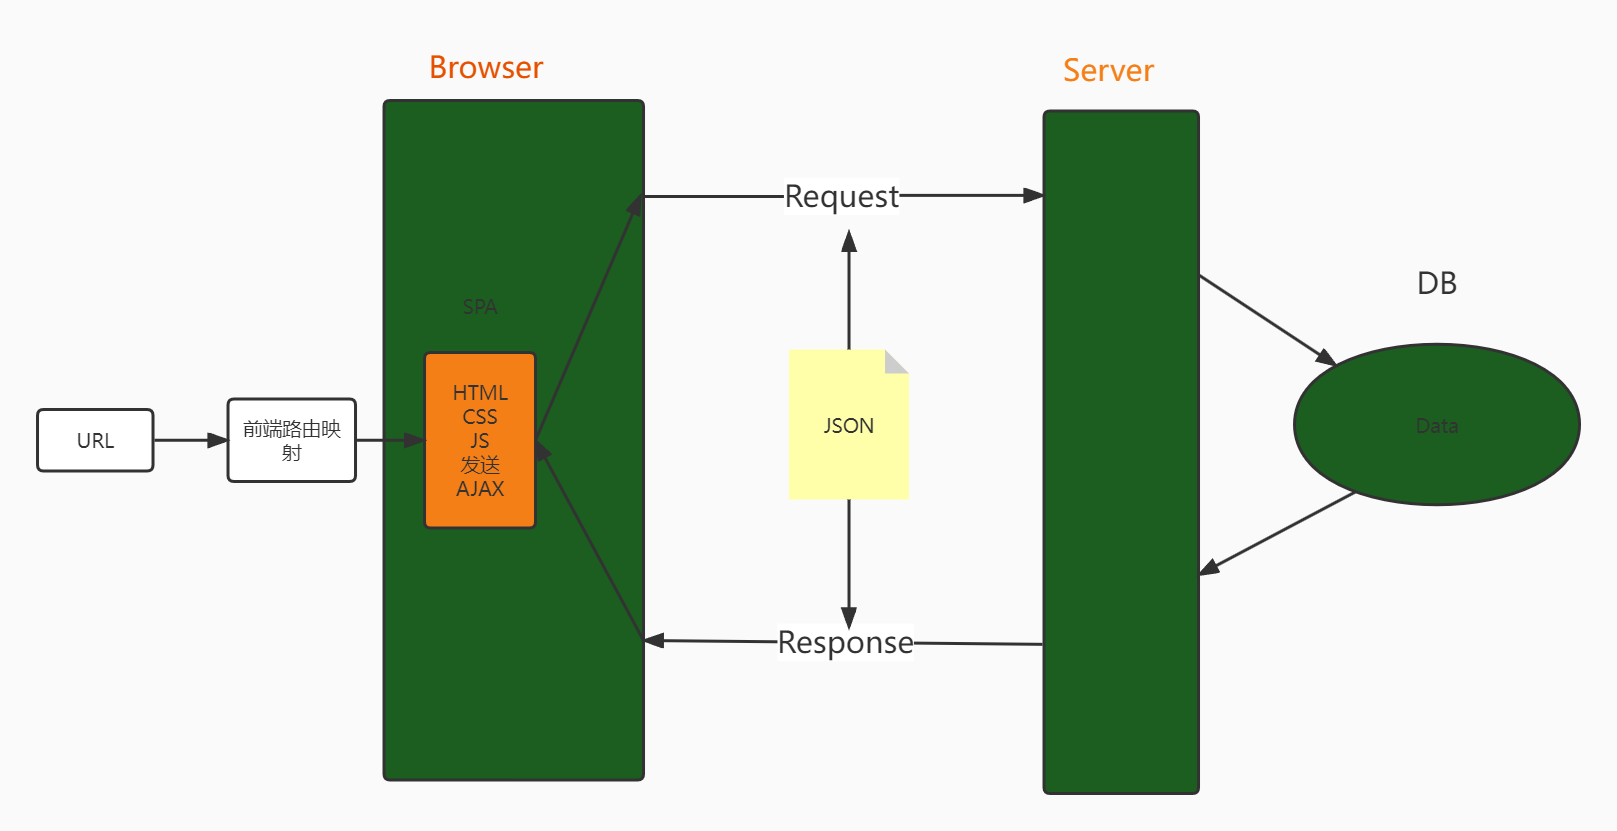 Browser
Server
Request
SPA
DB
HTML
CSS
JS
发送
AJAX
URL
前端路由映
射
JSON
Data
Response